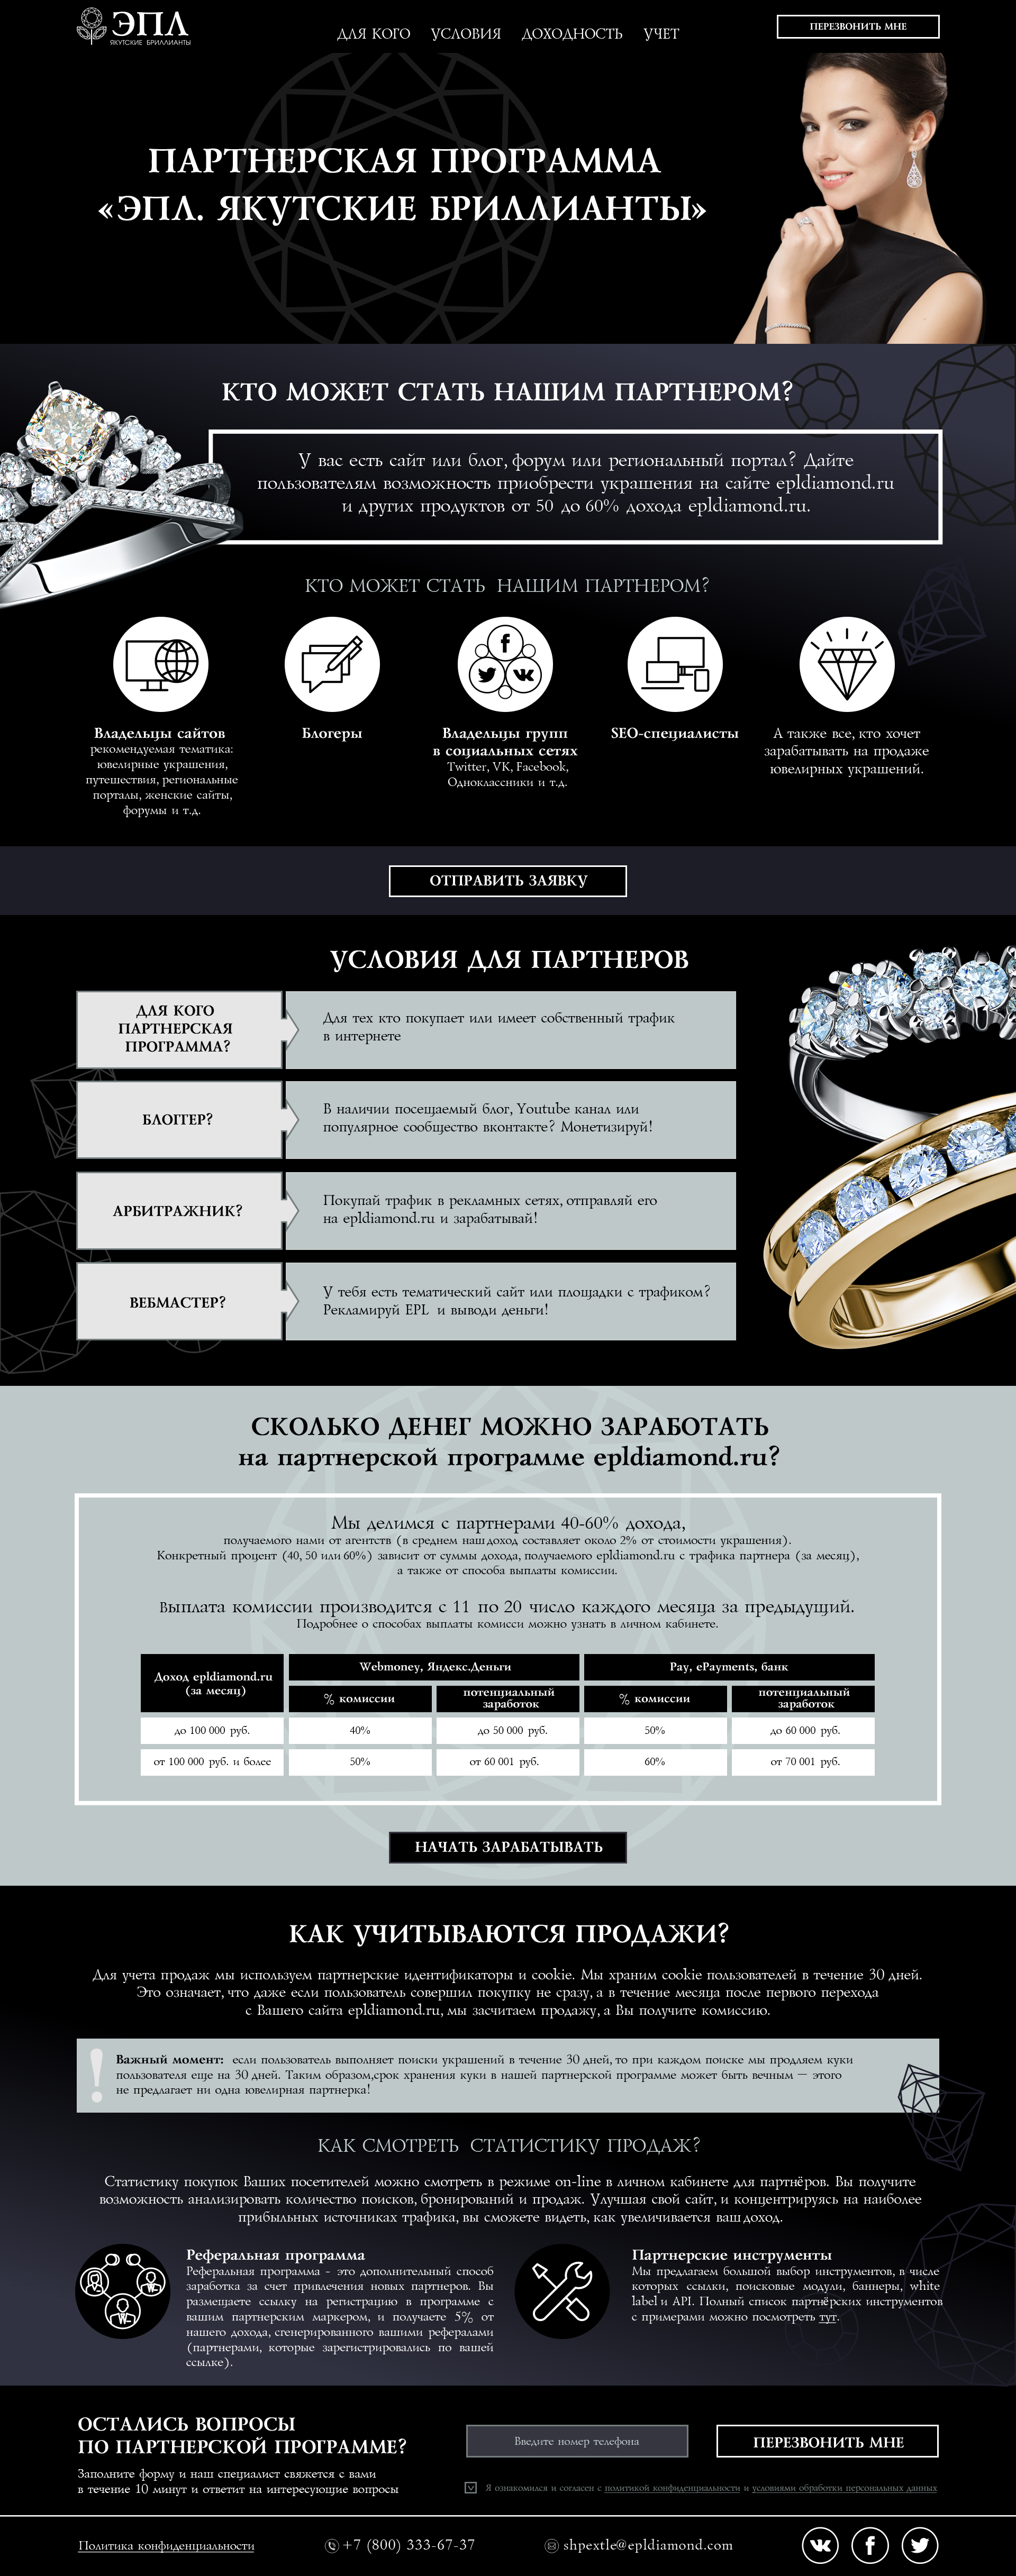 ЭПЛ
ЯКУТСКИЕ БРИЛЛИАНТЫ
ДЛЯ КОГО
УСЛОВИЯ
ДОХОДНОСТЬ
УЧЕТ
ПЕРЕЗВОНИТЬ МНЕ
ПАРТНЕРСКАЯ ПРОГРАММА
«ЭПЛ. ЯКУТСКИЕ БРИЛЛИАНТЫ»
КТО МОЖЕТ СТАТЬ НАШИМ ПАРТНЕРОМ?
У вас есть сайт или блог, форум или региональный портал? Дайте
пользователям возможность приобрести украшения на сайте epldiamond.ru
и других продуктов от 50 до 60% дохода epldiamond.ru.
КТО МОЖЕТ СТАТЬ НАШИМ ПАРТНЕРОМ?
Владельцы сайтов
рекомендуемая тематика:
ювелирные украшения,
путешествия, региональные
порталы, женские сайты,
форумы и т.д.
Блогеры
Владельцы групп
в социальных сетях
Twitter, VK, Facebook,
Одноклассники и т.д.
SEO-специалисты
А также все, кто хочет
зарабатывать на продаже
ювелирных украшений.
ОТПРАВИТЬ ЗАЯВКУ
УСЛОВИЯ ДЛЯ ПАРТНЕРОВ
ДЛЯ КОГО
ПАРТНЕРСКАЯ
ПРОГРАММА?
Для тех кто покупает или имеет собственный трафик
в интернете
БЛОГГЕР?
В наличии посещаемый блог, Youtube канал или
популярное сообщество вконтакте? Монетизируй!
АРБИТРАЖНИК?
Покупай трафик в рекламных сетях, отправляй его
на epldiamond.ru и зарабатывай!
ВЕБМАСТЕР?
У тебя есть тематический сайт или площадки с трафиком?
Рекламируй EPL и выводи деньги!
СКОЛЬКО ДЕНЕГ МОЖНО ЗАРАБОТАТЬ
на партнерской программе epldiamond.ru?
Мы делимся с партнерами 40-60% дохода,
получаемого нами от агентств (в среднем наш доход составляет около 2% от стоимости украшения).
Конкретный процент (40, 50 или 60%) зависит от суммы дохода, получаемого epldiamond.ru с трафика партнера (за месяц),
а также от способа выплаты комиссии.
Выплата комиссии производится с 11 по 20 число каждого месяца за предыдущий.
Подробнее о способах выплаты комисси можно узнать в личном кабинете.
Доход epldiamond.ru
(за месяц)
Webmoney, Яндекс.Деньги
Pay, ePayments, банк
% комиссии
потенциальный
заработок
% комиссии
потенциальный
заработок
до 100 000 руб.
40%
до 50 000 руб.
50%
до 60 000 руб.
от 100 000 руб. и более
50%
от 60 001 руб.
60%
от 70 001 руб.
НАЧАТЬ ЗАРАБАТЫВАТЬ
КАК УЧИТЫВАЮТСЯ ПРОДАЖИ?
Для учета продаж мы используем партнерские идентификаторы и cookie. Мы храним cookie пользователей в течение 30 дней.
Это означает, что даже если пользователь совершил покупку не сразу, а в течение месяца после первого перехода
с Вашего сайта epldiamond.ru, мы засчитаем продажу, а Вы получите комиссию.
Важный момент: если пользователь выполняет поиски украшений в течение 30 дней, то при каждом поиске мы продляем куки
пользователя еще на 30 дней. Таким образом,срок хранения куки в нашей партнерской программе может быть вечным — этого
не предлагает ни одна ювелирная партнерка!
КАК СМОТРЕТЬ СТАТИСТИКУ ПРОДАЖ?
Статистику покупок Ваших посетителей можно смотреть в режиме on-line в личном кабинете для партнёров. Вы получите
возможность анализировать количество поисков, бронирований и продаж. Улучшая свой сайт, и концентрируясь на наиболее
прибыльных источниках трафика, вы сможете видеть, как увеличивается ваш доход.
Реферальная программа
Реферальная программа - это дополнительный способ
заработка за счет привлечения новых партнеров. Вы
размещаете ссылку на регистрацию в программе с
вашим партнерским маркером, и получаете 5% от
нашего дохода, сгенерированного вашими рефералами
(партнерами, которые зарегистрировались по вашей
ссылке).
Партнерские инструменты
Мы предлагаем большой выбор инструментов, в числе
которых ссылки, поисковые модули, баннеры, white
label и API. Полный список партнёрских инструментов
с примерами можно посмотреть тут.
ОСТАЛИСЬ ВОПРОСЫ
ПО ПАРТНЕРСКОЙ ПРОГРАММЕ?
Заполните форму и наш специалист свяжется с вами
в течение 10 минут и ответит на интересующие вопросы
Введите номер телефона
ПЕРЕЗВОНИТЬ МНЕ
Я ознакомился и согласен с политикой конфиденциальности и условиями обработки персональных данных
Политика конфиденциальности
+7 (800) 333-67-37
shpextle@epldiamond.com